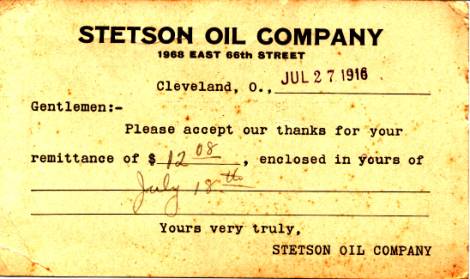 STETSON OIL COMPANY
1968 EAST 66th STREET
Cleveland, O., JUL 27 1916
Gentlemen:-
Please accept our thanks for your
remittance of $ 12 08, enclosed in yours of
July 18th
Yours very truly,
STETSON OIL COMPANY